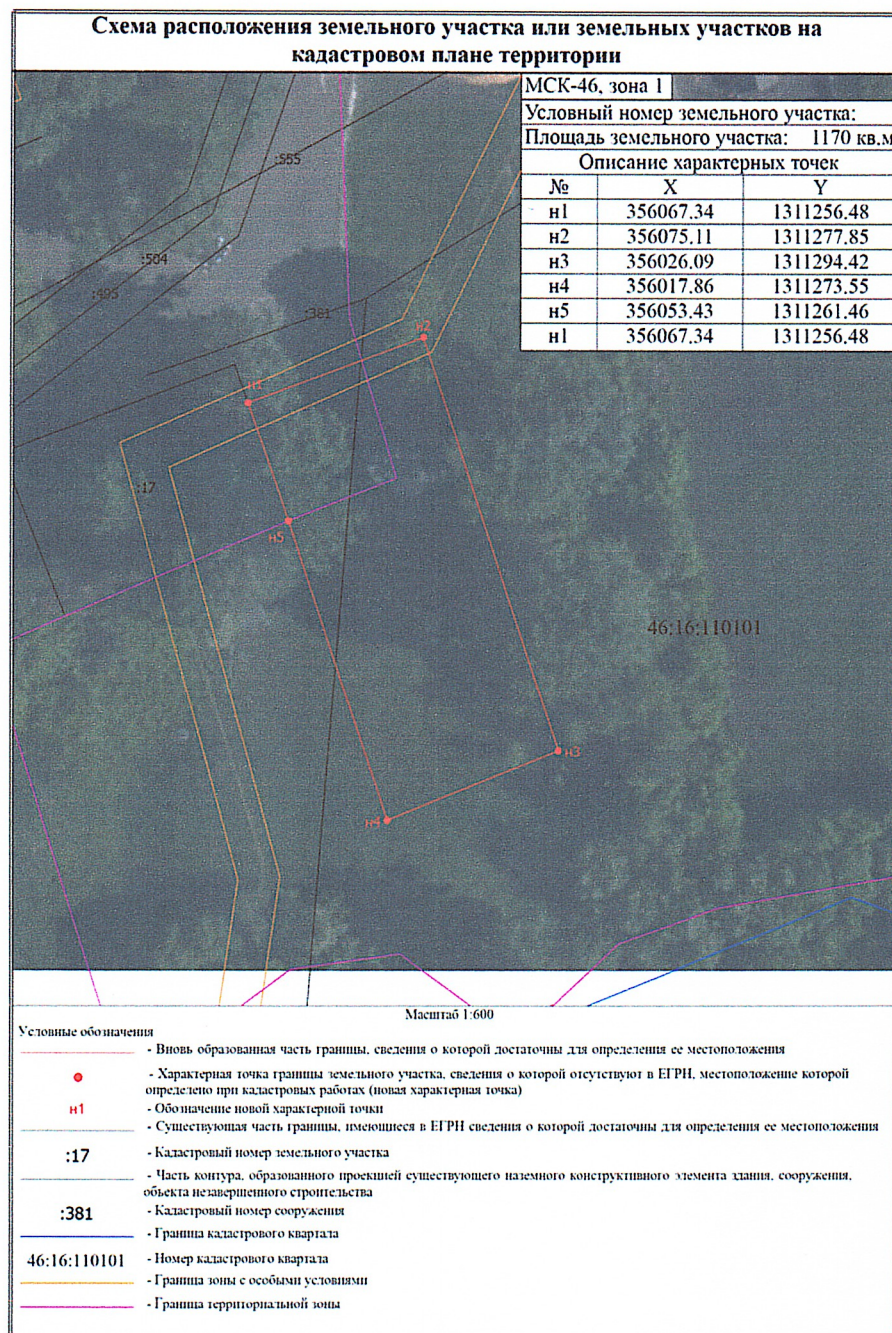 Схема расположения земельного участка или земельных участков на
кадастровом плане территории
МСК-46, зона 1
Условный номер земельного участка:
Площадь земельного участка: 1170 кв.м
Описание характерных точек
№ X Y
н1 356067.34 1311256.48
н2 356075.11 1311277.85
н3 356026.09 1311294.42
н4 356017.86 1311273.55
н5 356053.43 1311261.46
н1 356067.34 1311256.48
:555
:504
:495
:381
н2
н1
:17
н5
46:16:110101
н3
н4
Масштаб 1:600
Условные обозначения
- Вновь образованная часть границы, сведения о которой достаточны для определения ее местоположения
- Характерная точка границы земельного участка, сведения о которой отсутствуют в ЕГРН, местоположение которой
определено при кадастровых работах (новая характерная точка)
н1 - Обозначение новой характерной точки
- Существующая часть границы, имеющиеся в ЕГРН сведения о которой достаточны для определения ее местоположения
:17 - Кадастровый номер земельного участка
- Часть контура, образованного проекцией существующего наземного конструктивного элемента здания, сооружения,
объекта незавершенного строительства
:381 - Кадастровый номер сооружения
- Граница кадастрового квартала
46:16:110101 - Номер кадастрового квартала
- Граница зоны с особыми условиями
- Граница территориальной зоны